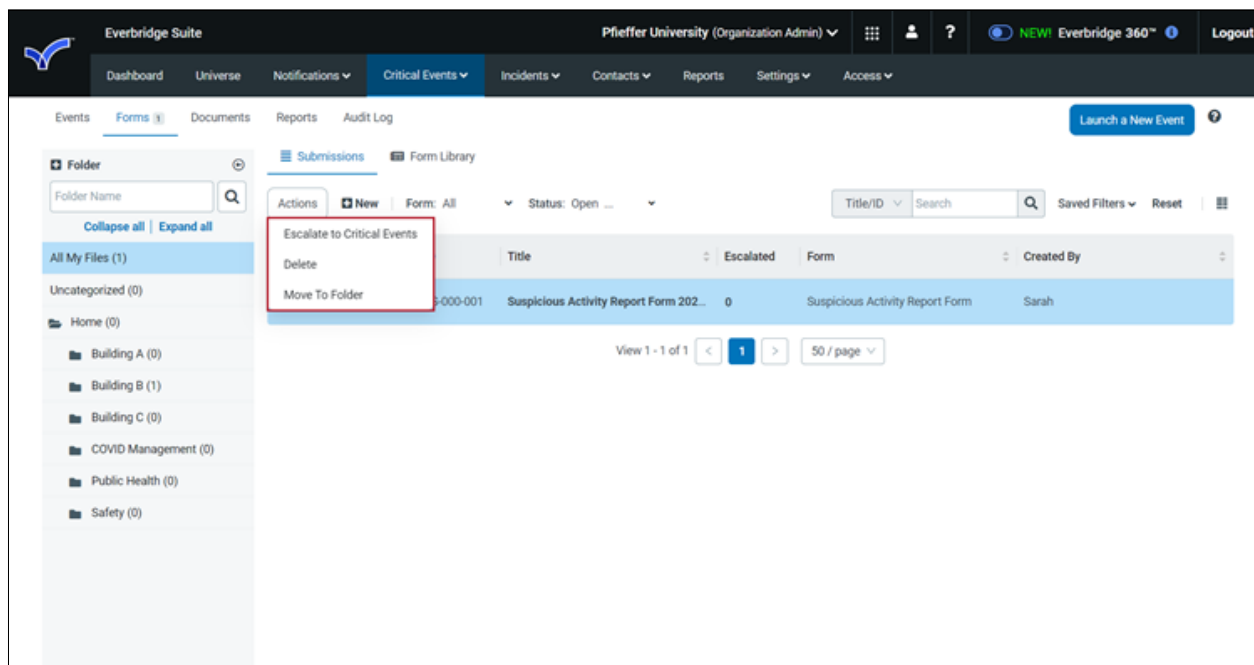 Everbridge Suite
Pfieffer University (Organization Admin)
?
NEW! Everbridge 360™
Logout
Dashboard Universe Notifications Critical Events Incidents Contacts Reports Settings Access
Events Forms 1 Documents Reports Audit Log
Launch a New Event
Folder
Submissions Form Library
Folder Name
Actions New Form: All Status: Open ... Title/ID Search Saved Filters Reset
Collapse all | Expand all
Escalate to Critical Events
Delete
Move To Folder
Title Escalated Form Created By
-000-001 Suspicious Activity Report Form 202... 0 Suspicious Activity Report Form Sarah
View 1 - 1 of 1 < 1 > 50 / page
All My Files (1)
Uncategorized (0)
Home (0)
Building A (0)
Building B (1)
Building C (0)
COVID Management (0)
Public Health (0)
Safety (0)